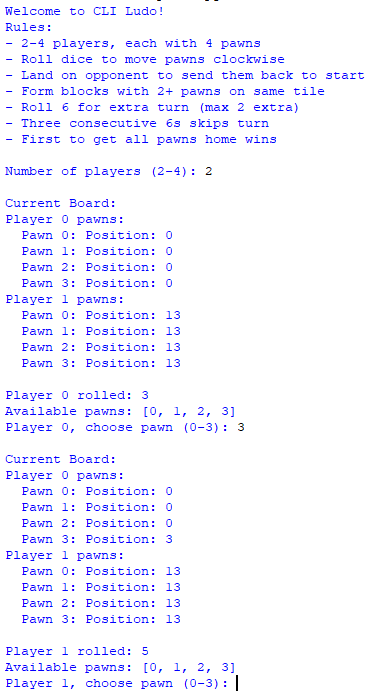 Welcome to CLI Ludo!
Rules:
- 2-4 players, each with 4 pawns
- Roll dice to move pawns clockwise
- Land on opponent to send them back to start
- Form blocks with 2+ pawns on same tile
- Roll 6 for extra turn (max 2 extra)
- Three consecutive 6s skips turn
- First to get all pawns home wins

Number of players (2-4): 2

Current Board:
Player 0 pawns:
  Pawn 0: Position: 0
  Pawn 1: Position: 0
  Pawn 2: Position: 0
  Pawn 3: Position: 0
Player 1 pawns:
  Pawn 0: Position: 13
  Pawn 1: Position: 13
  Pawn 2: Position: 13
  Pawn 3: Position: 13

Player 0 rolled: 3
Available pawns: [0, 1, 2, 3]
Player 0, choose pawn (0-3): 3

Current Board:
Player 0 pawns:
  Pawn 0: Position: 0
  Pawn 1: Position: 0
  Pawn 2: Position: 0
  Pawn 3: Position: 3
Player 1 pawns:
  Pawn 0: Position: 13
  Pawn 1: Position: 13
  Pawn 2: Position: 13
  Pawn 3: Position: 13

Player 1 rolled: 5
Available pawns: [0, 1, 2, 3]
Player 1, choose pawn (0-3):